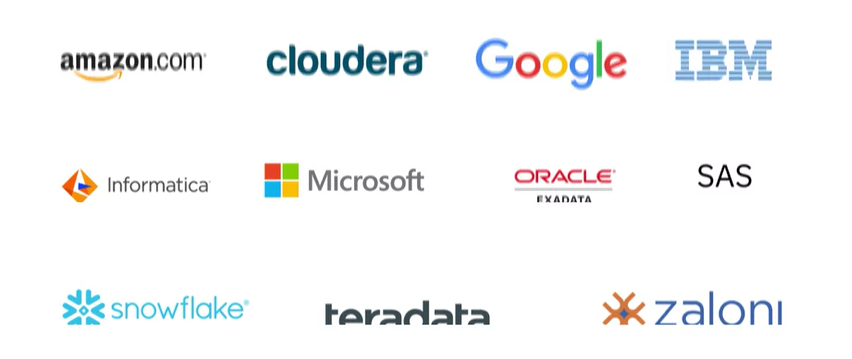 amazon.com
cloudera
Google
IBM
Informatica
Microsoft
ORACLE
EXADATA
SAS
snowflake
teradata
zaloni